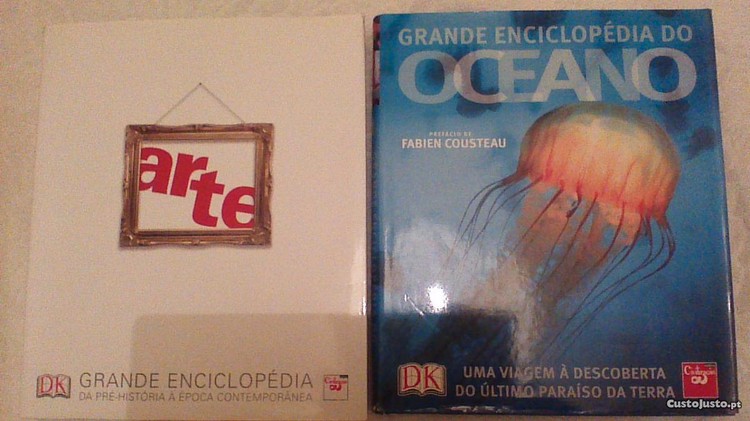 arte
DK
GRANDE ENCICLOPÉDIA
DA PRÉ-HISTÓRIA À ÉPOCA CONTEMPORÂNEA
GRANDE ENCICLOPÉDIA DO
OCEANO
PREFÁCIO DE
FABIEN COUSTEAU
DK
UMA VIAGEM À DESCOBERTA
DO ÚLTIMO PARAÍSO DA TERRA
CustoJusto.pt